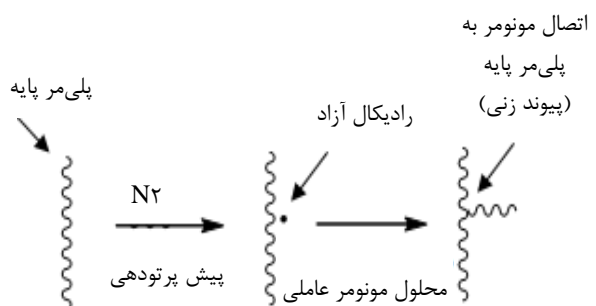 اتصال مونومر به
پلی‌مر پایه
(پیوند زنی)
رادیکال آزاد
پلی‌مر پایه
N۲
پیش پرتودهی
محلول مونومر عاملی